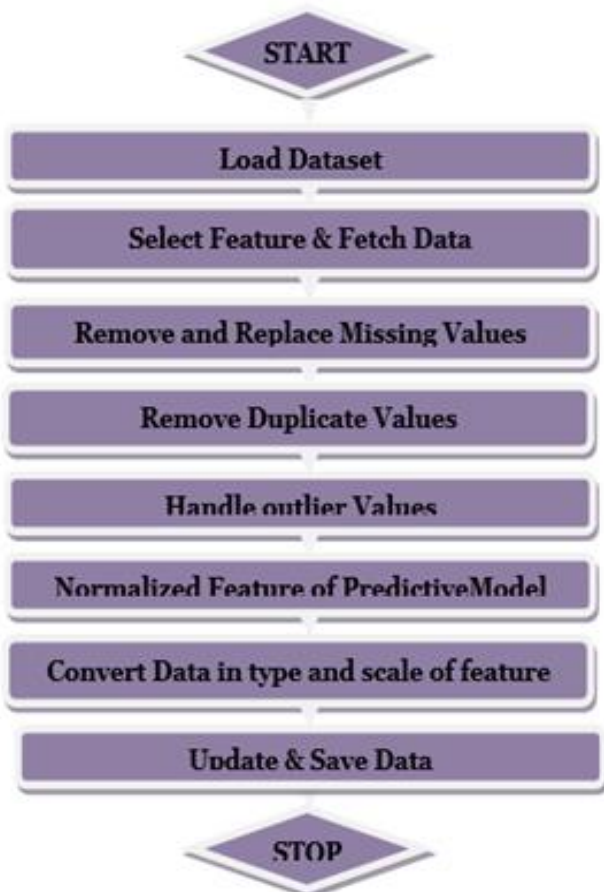 START
Load Dataset
Select Feature & Fetch Data
Remove and Replace Missing Values
Remove Duplicate Values
Handle outlier Values
Normalized Feature of PredictiveModel
Convert Data in type and scale of feature
Update & Save Data
STOP